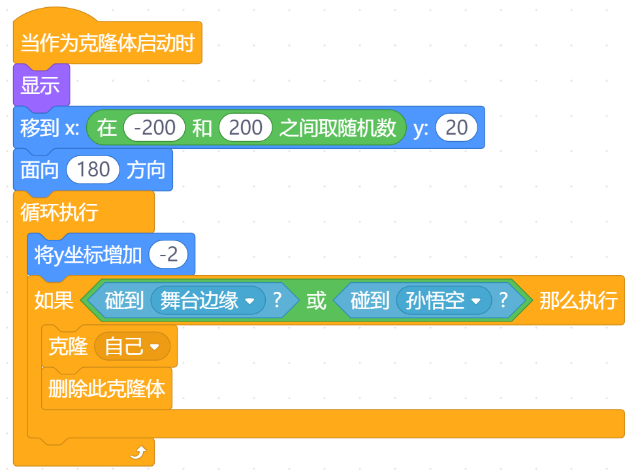 当作为克隆体启动时
显示
移到 x: 在 -200 和 200 之间取随机数 y: 20
面向 180 方向
循环执行
将y坐标增加 -2
如果 碰到 舞台边缘 ? 或 碰到 孙悟空 ? 那么执行
克隆 自己
删除此克隆体